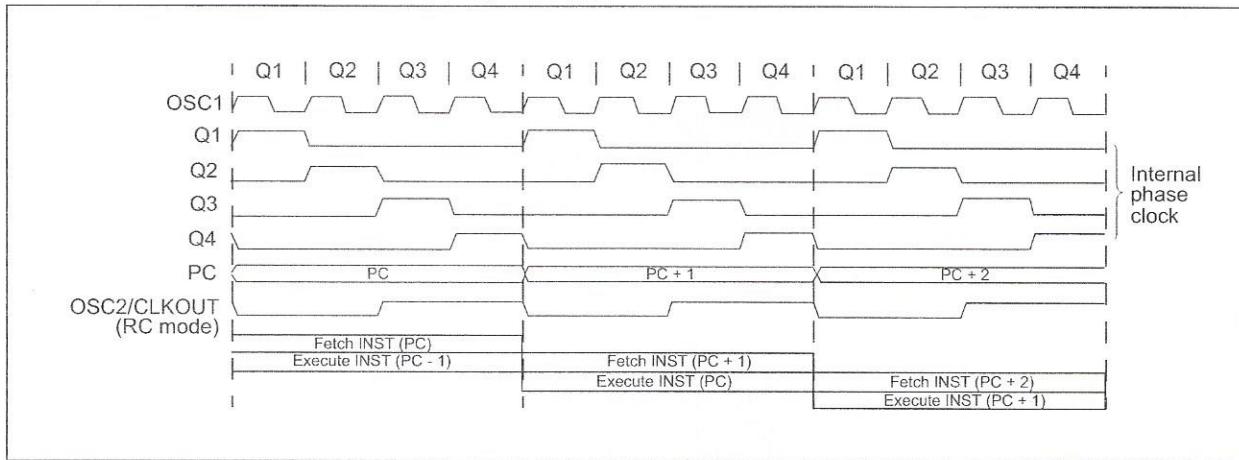 Q1 | Q2 | Q3 | Q4 | Q1 | Q2 | Q3 | Q4 | Q1 | Q2 | Q3 | Q4
OSC1
Q1
Q2
Q3
Q4
Internal
phase
clock
PC
PC
PC + 1
PC + 2
OSC2/CLKOUT
(RC mode)
Fetch INST (PC)
Execute INST (PC - 1)
Fetch INST (PC + 1)
Execute INST (PC)
Fetch INST (PC + 2)
Execute INST (PC + 1)